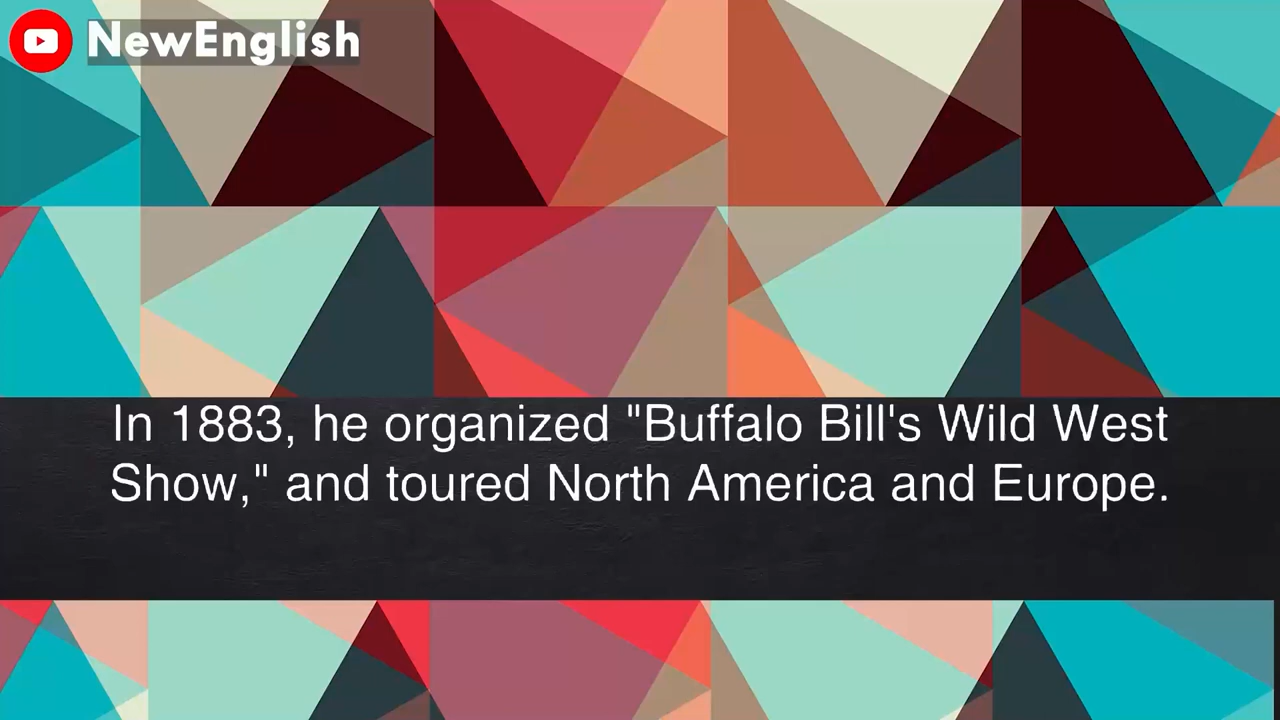 NewEnglish
In 1883, he organized "Buffalo Bill's Wild West
Show," and toured North America and Europe.